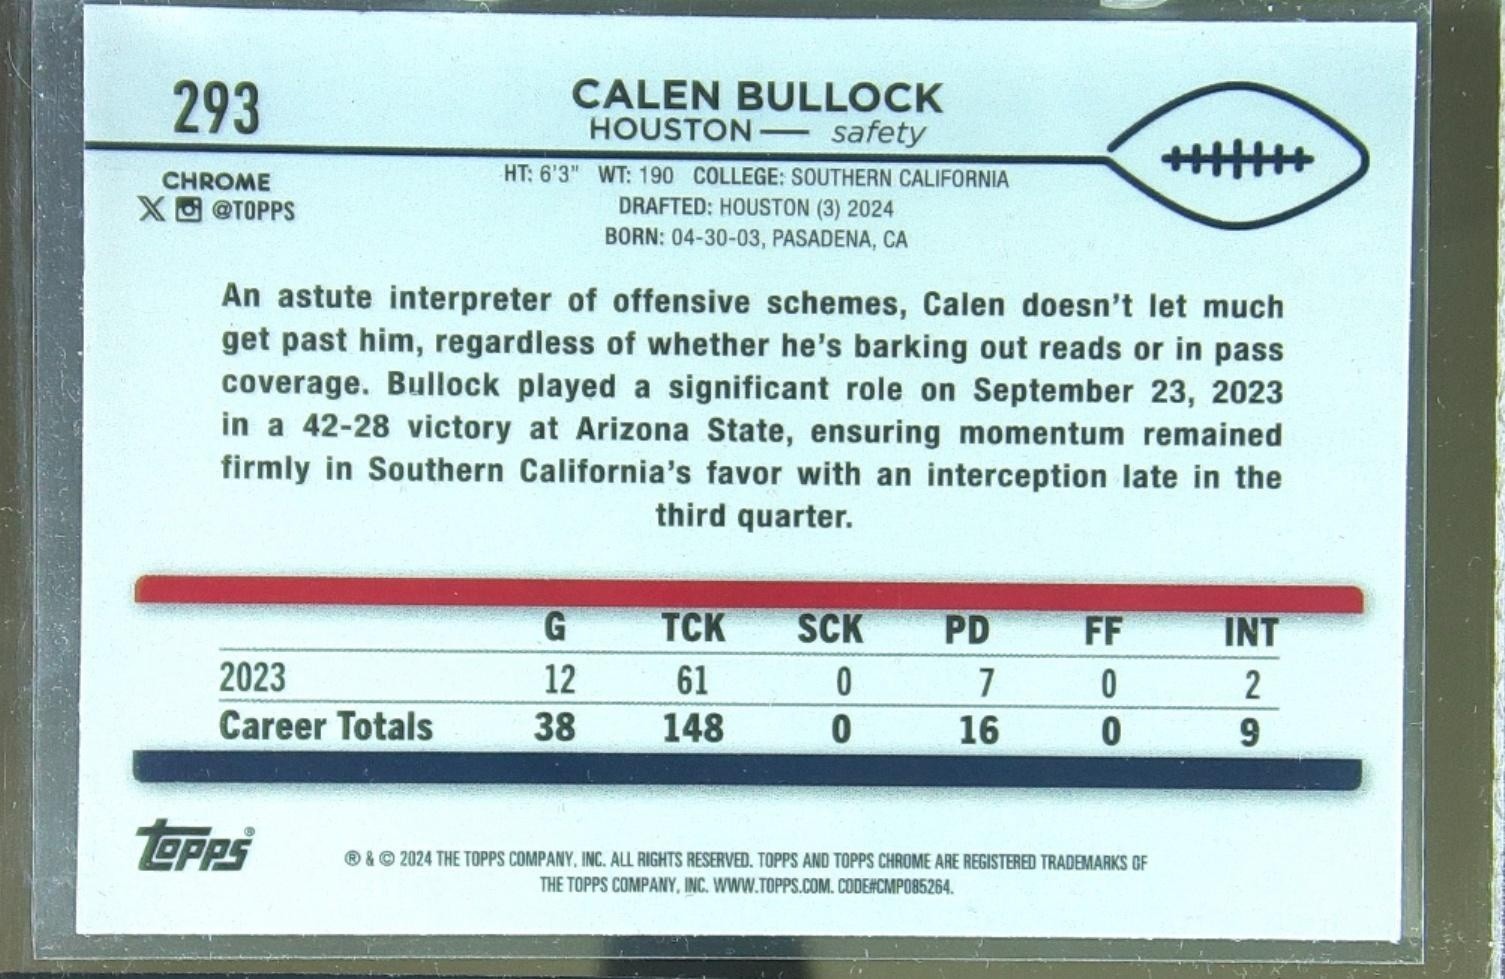 293
CALEN BULLOCK
HOUSTON — safety
CHROME
X @TOPPS
HT: 6'3" WT: 190 COLLEGE: SOUTHERN CALIFORNIA
DRAFTED: HOUSTON (3) 2024
BORN: 04-30-03, PASADENA, CA
An astute interpreter of offensive schemes, Calen doesn't let much
get past him, regardless of whether he's barking out reads or in pass
coverage. Bullock played a significant role on September 23, 2023
in a 42-28 victory at Arizona State, ensuring momentum remained
firmly in Southern California's favor with an interception late in the
third quarter.
G TCK SCK PD FF INT
2023 12 61 0 7 0 2
Career Totals 38 148 0 16 0 9
Topps®
® & © 2024 THE TOPPS COMPANY, INC. ALL RIGHTS RESERVED. TOPPS AND TOPPS CHROME ARE REGISTERED TRADEMARKS OF
THE TOPPS COMPANY, INC. WWW.TOPPS.COM. CODE#CMP085264.